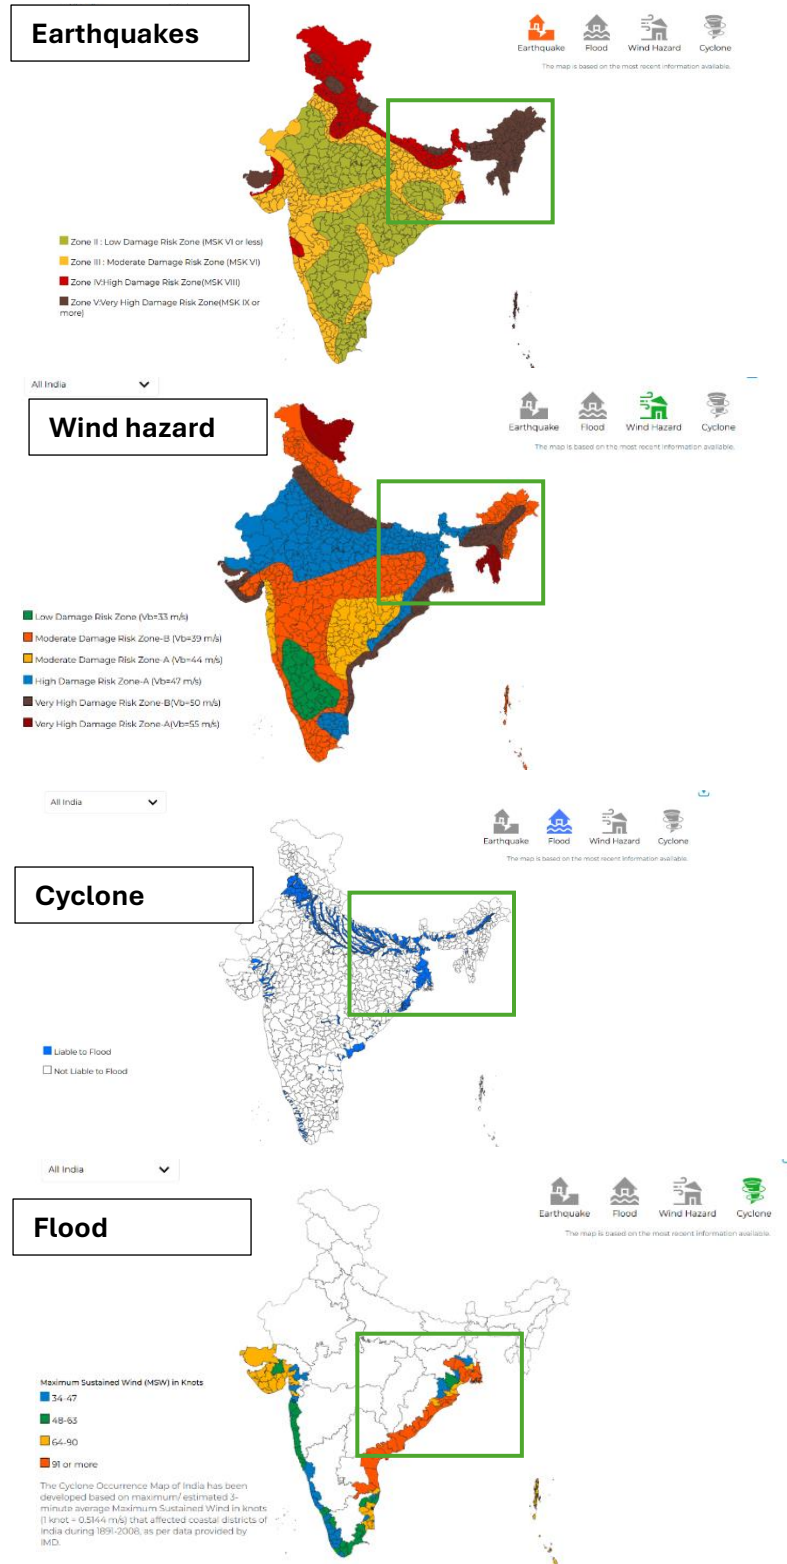 Earthquakes
Earthquake Flood Wind Hazard Cyclone
The map is based on the most recent information available.
Zone II : Low Damage Risk Zone (MSK VI or less)
Zone III : Moderate Damage Risk Zone (MSK VI)
Zone IV:High Damage Risk Zone(MSK VIII)
Zone V:Very High Damage Risk Zone(MSK IX or
more)
All India
Wind hazard
Earthquake Flood Wind Hazard Cyclone
The map is based on the most recent information available.
Low Damage Risk Zone (Vb=33 m/s)
Moderate Damage Risk Zone-B (Vb=39 m/s)
Moderate Damage Risk Zone-A (Vb=44 m/s)
High Damage Risk Zone-A (Vb=47 m/s)
Very High Damage Risk Zone-B(Vb=50 m/s)
Very High Damage Risk Zone-A(Vb=55 m/s)
All India
Earthquake Flood Wind Hazard Cyclone
The map is based on the most recent information available.
Cyclone
Liable to Flood
Not Liable to Flood
All India
Earthquake Flood Wind Hazard Cyclone
The map is based on the most recent information available.
Flood
Maximum Sustained Wind (MSW) in Knots
34-47
48-63
64-90
91 or more
The Cyclone Occurrence Map of India has been
developed based on maximum/ estimated 3-
minute average Maximum Sustained Wind in knots
(1 knot = 0.5144 m/s) that affected coastal districts of
India during 1891-2008, as per data provided by
IMD.